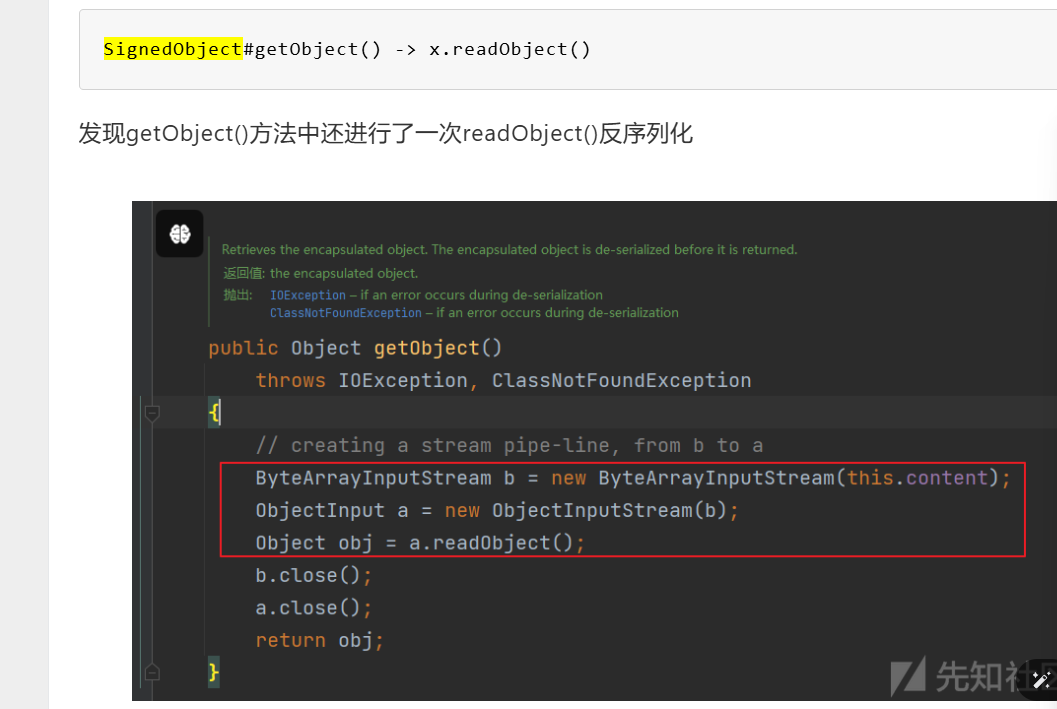 SignedObject#getObject() -> x.readObject()
发现getObject()方法中还进行了一次readObject()反序列化
Retrieves the encapsulated object. The encapsulated object is de-serialized before it is returned.
返回值: the encapsulated object.
抛出: IOException – if an error occurs during de-serialization
ClassNotFoundException – if an error occurs during de-serialization
public Object getObject()
throws IOException, ClassNotFoundException
{
// creating a stream pipe-line, from b to a
ByteArrayInputStream b = new ByteArrayInputStream(this.content);
ObjectInput a = new ObjectInputStream(b);
Object obj = a.readObject();
b.close();
a.close();
return obj;
}
先知社区